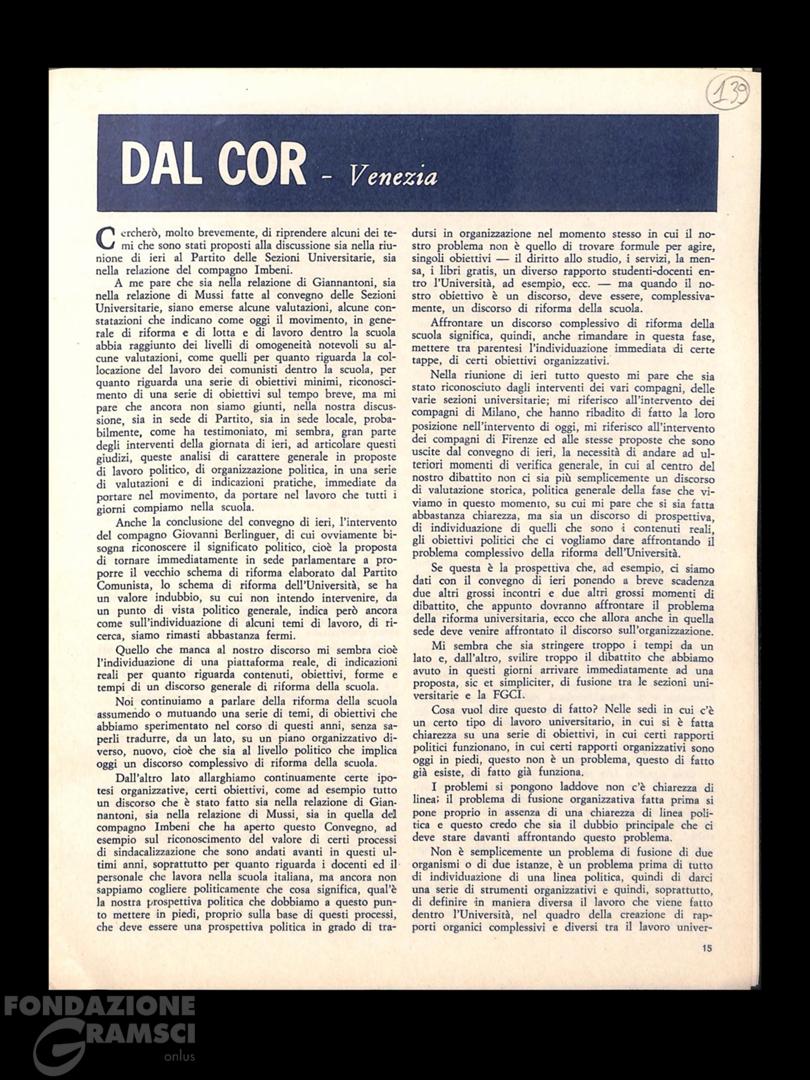 139
DAL COR - Venezia
Cercherò, molto brevemente, di riprendere alcuni dei te-
mi che sono stati proposti alla discussione sia nella riu-
nione di ieri al Partito delle Sezioni Universitarie, sia
nella relazione del compagno Imbeni.
A me pare che sia nella relazione di Giannantoni, sia
nella relazione di Mussi fatte al convegno delle Sezioni
Universitarie, siano emerse alcune valutazioni, alcune con-
statazioni che indicano come oggi il movimento, in gene-
rale di riforma e di lotta e di lavoro dentro la scuola
abbia raggiunto dei livelli di omogeneità notevoli su al-
cune valutazioni, come quelli per quanto riguarda la col-
locazione del lavoro dei comunisti dentro la scuola, per
quanto riguarda una serie di obiettivi minimi, riconosci-
mento di una serie di obiettivi sul tempo breve, ma mi
pare che ancora non siamo giunti, nella nostra discus-
sione, sia in sede di Partito, sia in sede locale, proba-
bilmente, come ha testimoniato, mi sembra, gran parte
degli interventi della giornata di ieri, ad articolare questi
giudizi, queste analisi di carattere generale in proposte
di lavoro politico, di organizzazione politica, in una serie
di valutazioni e di indicazioni pratiche, immediate da
portare nel movimento, da portare nel lavoro che tutti i
giorni compiamo nella scuola.
Anche la conclusione del convegno di ieri, l'intervento
del compagno Giovanni Berlinguer, di cui ovviamente bi-
sogna riconoscere il significato politico, cioè la proposta
di tornare immediatamente in sede parlamentare a pro-
porre il vecchio schema di riforma elaborato dal Partito
Comunista, lo schema di riforma dell'Università, se ha
un valore indubbio, su cui non intendo intervenire, da
un punto di vista politico generale, indica però ancora
come sull'individuazione di alcuni temi di lavoro, di ri-
cerca, siamo rimasti abbastanza fermi.
Quello che manca al nostro discorso mi sembra cioè
l'individuazione di una piattaforma reale, di indicazioni
reali per quanto riguarda contenuti, obiettivi, forme e
tempi di un discorso generale di riforma della scuola.
Noi continuiamo a parlare della riforma della scuola
assumendo o mutuando una serie di temi, di obiettivi che
abbiamo sperimentato nel corso di questi anni, senza sa-
perli tradurre, da un lato, su un piano organizzativo di-
verso, nuovo, cioè che sia al livello politico che implica
oggi un discorso complessivo di riforma della scuola.
Dall'altro lato allarghiamo continuamente certe ipo-
tesi organizzative, certi obiettivi, come ad esempio tutto
un discorso che è stato fatto sia nella relazione di Gian-
nantoni, sia nella relazione di Mussi, sia in quella del
compagno Imbeni che ha aperto questo Convegno, ad
esempio sul riconoscimento del valore di certi processi
di sindacalizzazione che sono andati avanti in questi ul-
timi anni, soprattutto per quanto riguarda i docenti ed il
personale che lavora nella scuola italiana, ma ancora non
sappiamo cogliere politicamente che cosa significa, qual'è
la nostra prospettiva politica che dobbiamo a questo pun-
to mettere in piedi, proprio sulla base di questi processi,
che deve essere una prospettiva politica in grado di tra-
dursi in organizzazione nel momento stesso in cui il no-
stro problema non è quello di trovare formule per agire,
singoli obiettivi — il diritto allo studio, i servizi, la men-
sa, i libri gratis, un diverso rapporto studenti-docenti en-
tro l'Università, ad esempio, ecc. — ma quando il no-
stro obiettivo è un discorso, deve essere, complessiva-
mente, un discorso di riforma della scuola.
Affrontare un discorso complessivo di riforma della
scuola significa, quindi, anche rimandare in questa fase,
mettere tra parentesi l'individuazione immediata di certe
tappe, di certi obiettivi organizzativi.
Nella riunione di ieri tutto questo mi pare che sia
stato riconosciuto dagli interventi dei vari compagni, delle
varie sezioni universitarie; mi riferisco all'intervento dei
compagni di Milano, che hanno ribadito di fatto la loro
posizione nell'intervento di oggi, mi riferisco all'intervento
dei compagni di Firenze ed alle stesse proposte che sono
uscite dal convegno di ieri, la necessità di andare ad ul-
teriori momenti di verifica generale, in cui al centro del
nostro dibattito non ci sia più semplicemente un discorso
di valutazione storica, politica generale della fase che vi-
viamo in questo momento, su cui mi pare che si sia fatta
abbastanza chiarezza, ma sia un discorso di prospettiva,
di individuazione di quelli che sono i contenuti reali,
gli obiettivi politici che ci vogliamo dare affrontando il
problema complessivo della riforma dell'Università.
Se questa è la prospettiva che, ad esempio, ci siamo
dati con il convegno di ieri ponendo a breve scadenza
due altri grossi incontri e due altri grossi momenti di
dibattito, che appunto dovranno affrontare il problema
della riforma universitaria, ecco che allora anche in quella
sede deve venire affrontato il discorso sull'organizzazione.
Mi sembra che sia stringere troppo i tempi da un
lato e, dall'altro, svilire troppo il dibattito che abbiamo
avuto in questi giorni arrivare immediatamente ad una
proposta, sic et simpliciter, di fusione tra le sezioni uni-
versitarie e la FGCI.
Cosa vuol dire questo di fatto? Nelle sedi in cui c'è
un certo tipo di lavoro universitario, in cui si è fatta
chiarezza su una serie di obiettivi, in cui certi rapporti
politici funzionano, in cui certi rapporti organizzativi sono
oggi in piedi, questo non è un problema, questo di fatto
già esiste, di fatto già funziona.
I problemi si pongono laddove non c'è chiarezza di
linea; il problema di fusione organizzativa fatta prima si
pone proprio in assenza di una chiarezza di linea poli-
tica e questo credo che sia il dubbio principale che ci
deve stare davanti affrontando questo problema.
Non è semplicemente un problema di fusione di due
organismi o di due istanze, è un problema prima di tutto
di individuazione di una linea politica, quindi di darci
una serie di strumenti organizzativi e quindi, soprattutto,
di definire in maniera diversa il lavoro che viene fatto
dentro l'Università, nel quadro della creazione di rap-
porti organici complessivi e diversi tra il lavoro univer-
15
FONDAZIONE
GRAMSCI
onlus